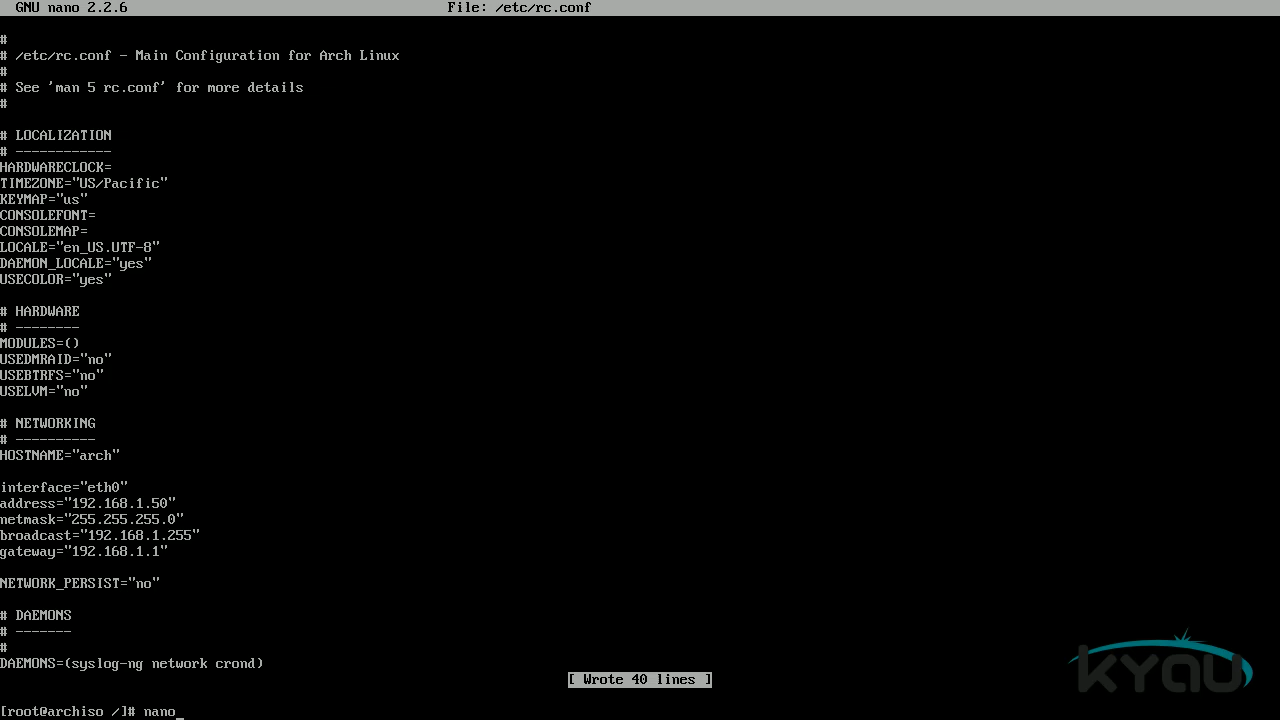 GNU nano 2.2.6 File: /etc/rc.conf
#
# /etc/rc.conf - Main Configuration for Arch Linux
#
# See 'man 5 rc.conf' for more details
#
# LOCALIZATION
# ------------
HARDWARECLOCK=
TIMEZONE="US/Pacific"
KEYMAP="us"
CONSOLEFONT=
CONSOLEMAP=
LOCALE="en_US.UTF-8"
DAEMON_LOCALE="yes"
USECOLOR="yes"
# HARDWARE
# --------
MODULES=()
USEDMRAID="no"
USEBTRFS="no"
USELVM="no"
# NETWORKING
# ----------
HOSTNAME="arch"
interface="eth0"
address="192.168.1.50"
netmask="255.255.255.0"
broadcast="192.168.1.255"
gateway="192.168.1.1"
NETWORK_PERSIST="no"
# DAEMONS
# -------
#
DAEMONS=(syslog-ng network crond)
[ Wrote 40 lines ]
[root@archiso /]# nano_
kyau